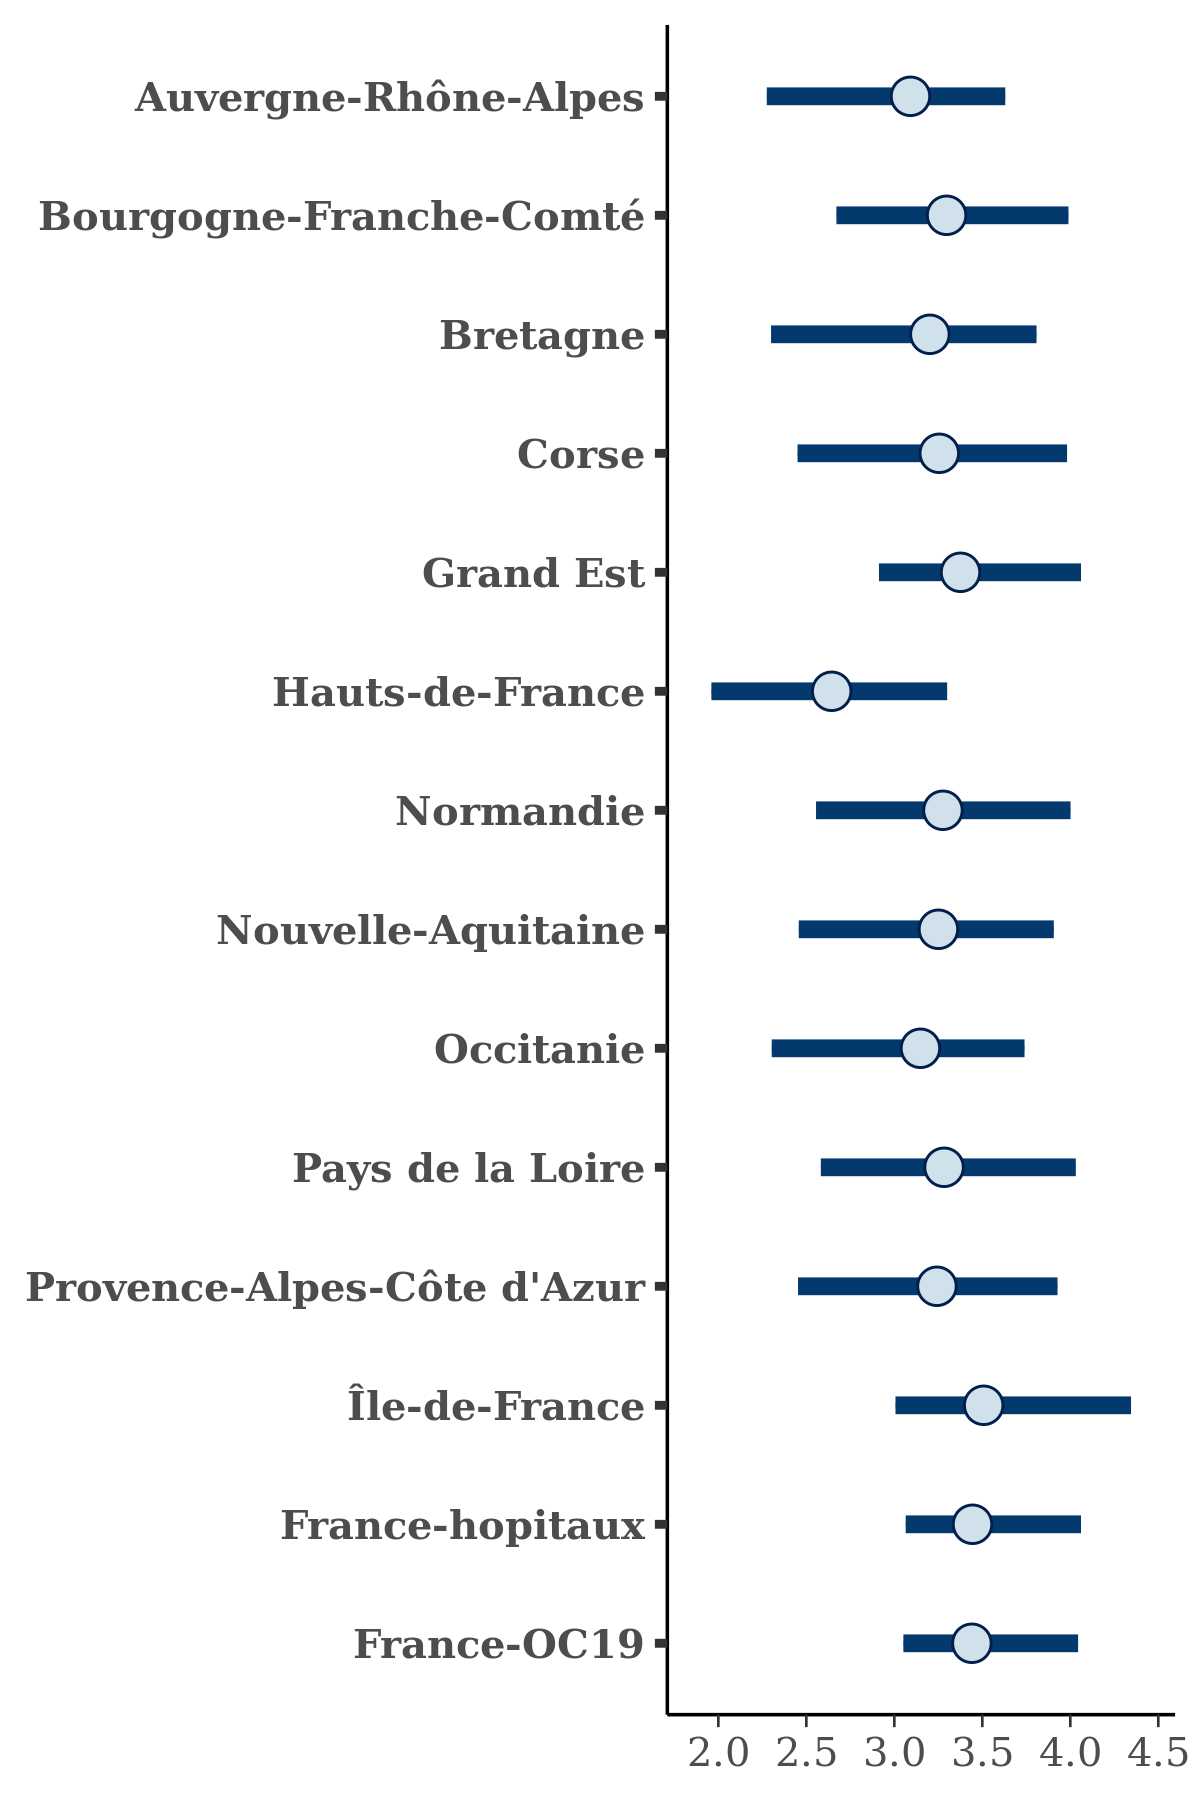 Auvergne-Rhône-Alpes
Bourgogne-Franche-Comté
Bretagne
Corse
Grand Est
Hauts-de-France
Normandie
Nouvelle-Aquitaine
Occitanie
Pays de la Loire
Provence-Alpes-Côte d'Azur
Île-de-France
France-hopitaux
France-OC19
2.0 2.5 3.0 3.5 4.0 4.5